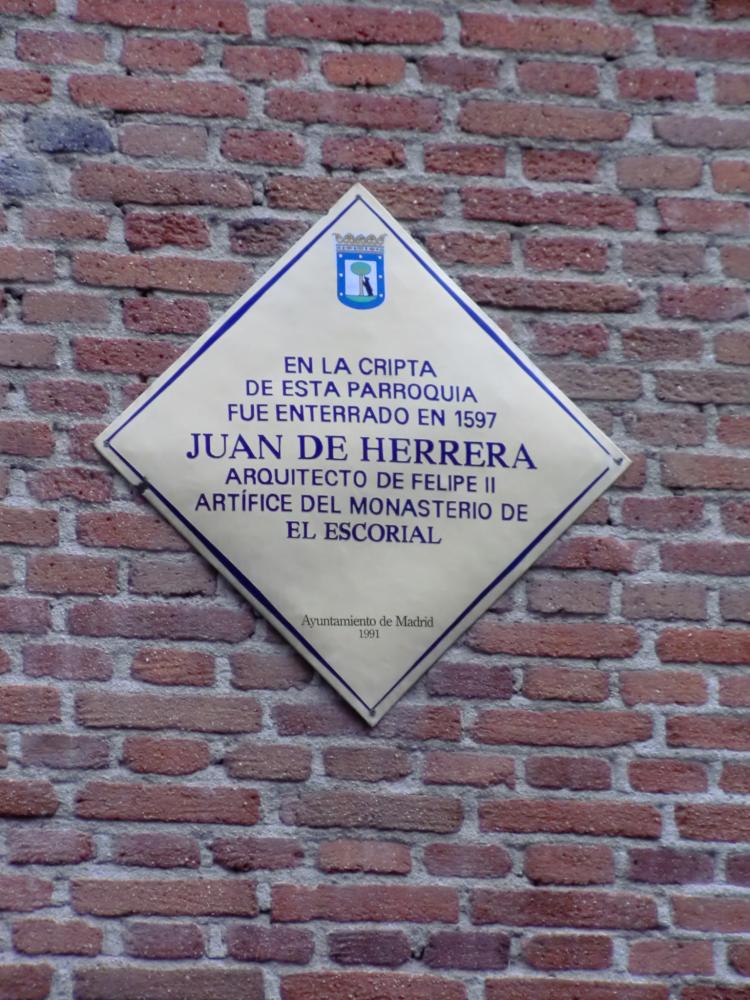 EN LA CRIPTA
DE ESTA PARROQUIA
FUE ENTERRADO EN 1597
JUAN DE HERRERA
ARQUITECTO DE FELIPE II
ARTÍFICE DEL MONASTERIO DE
EL ESCORIAL
Ayuntamiento de Madrid
1991